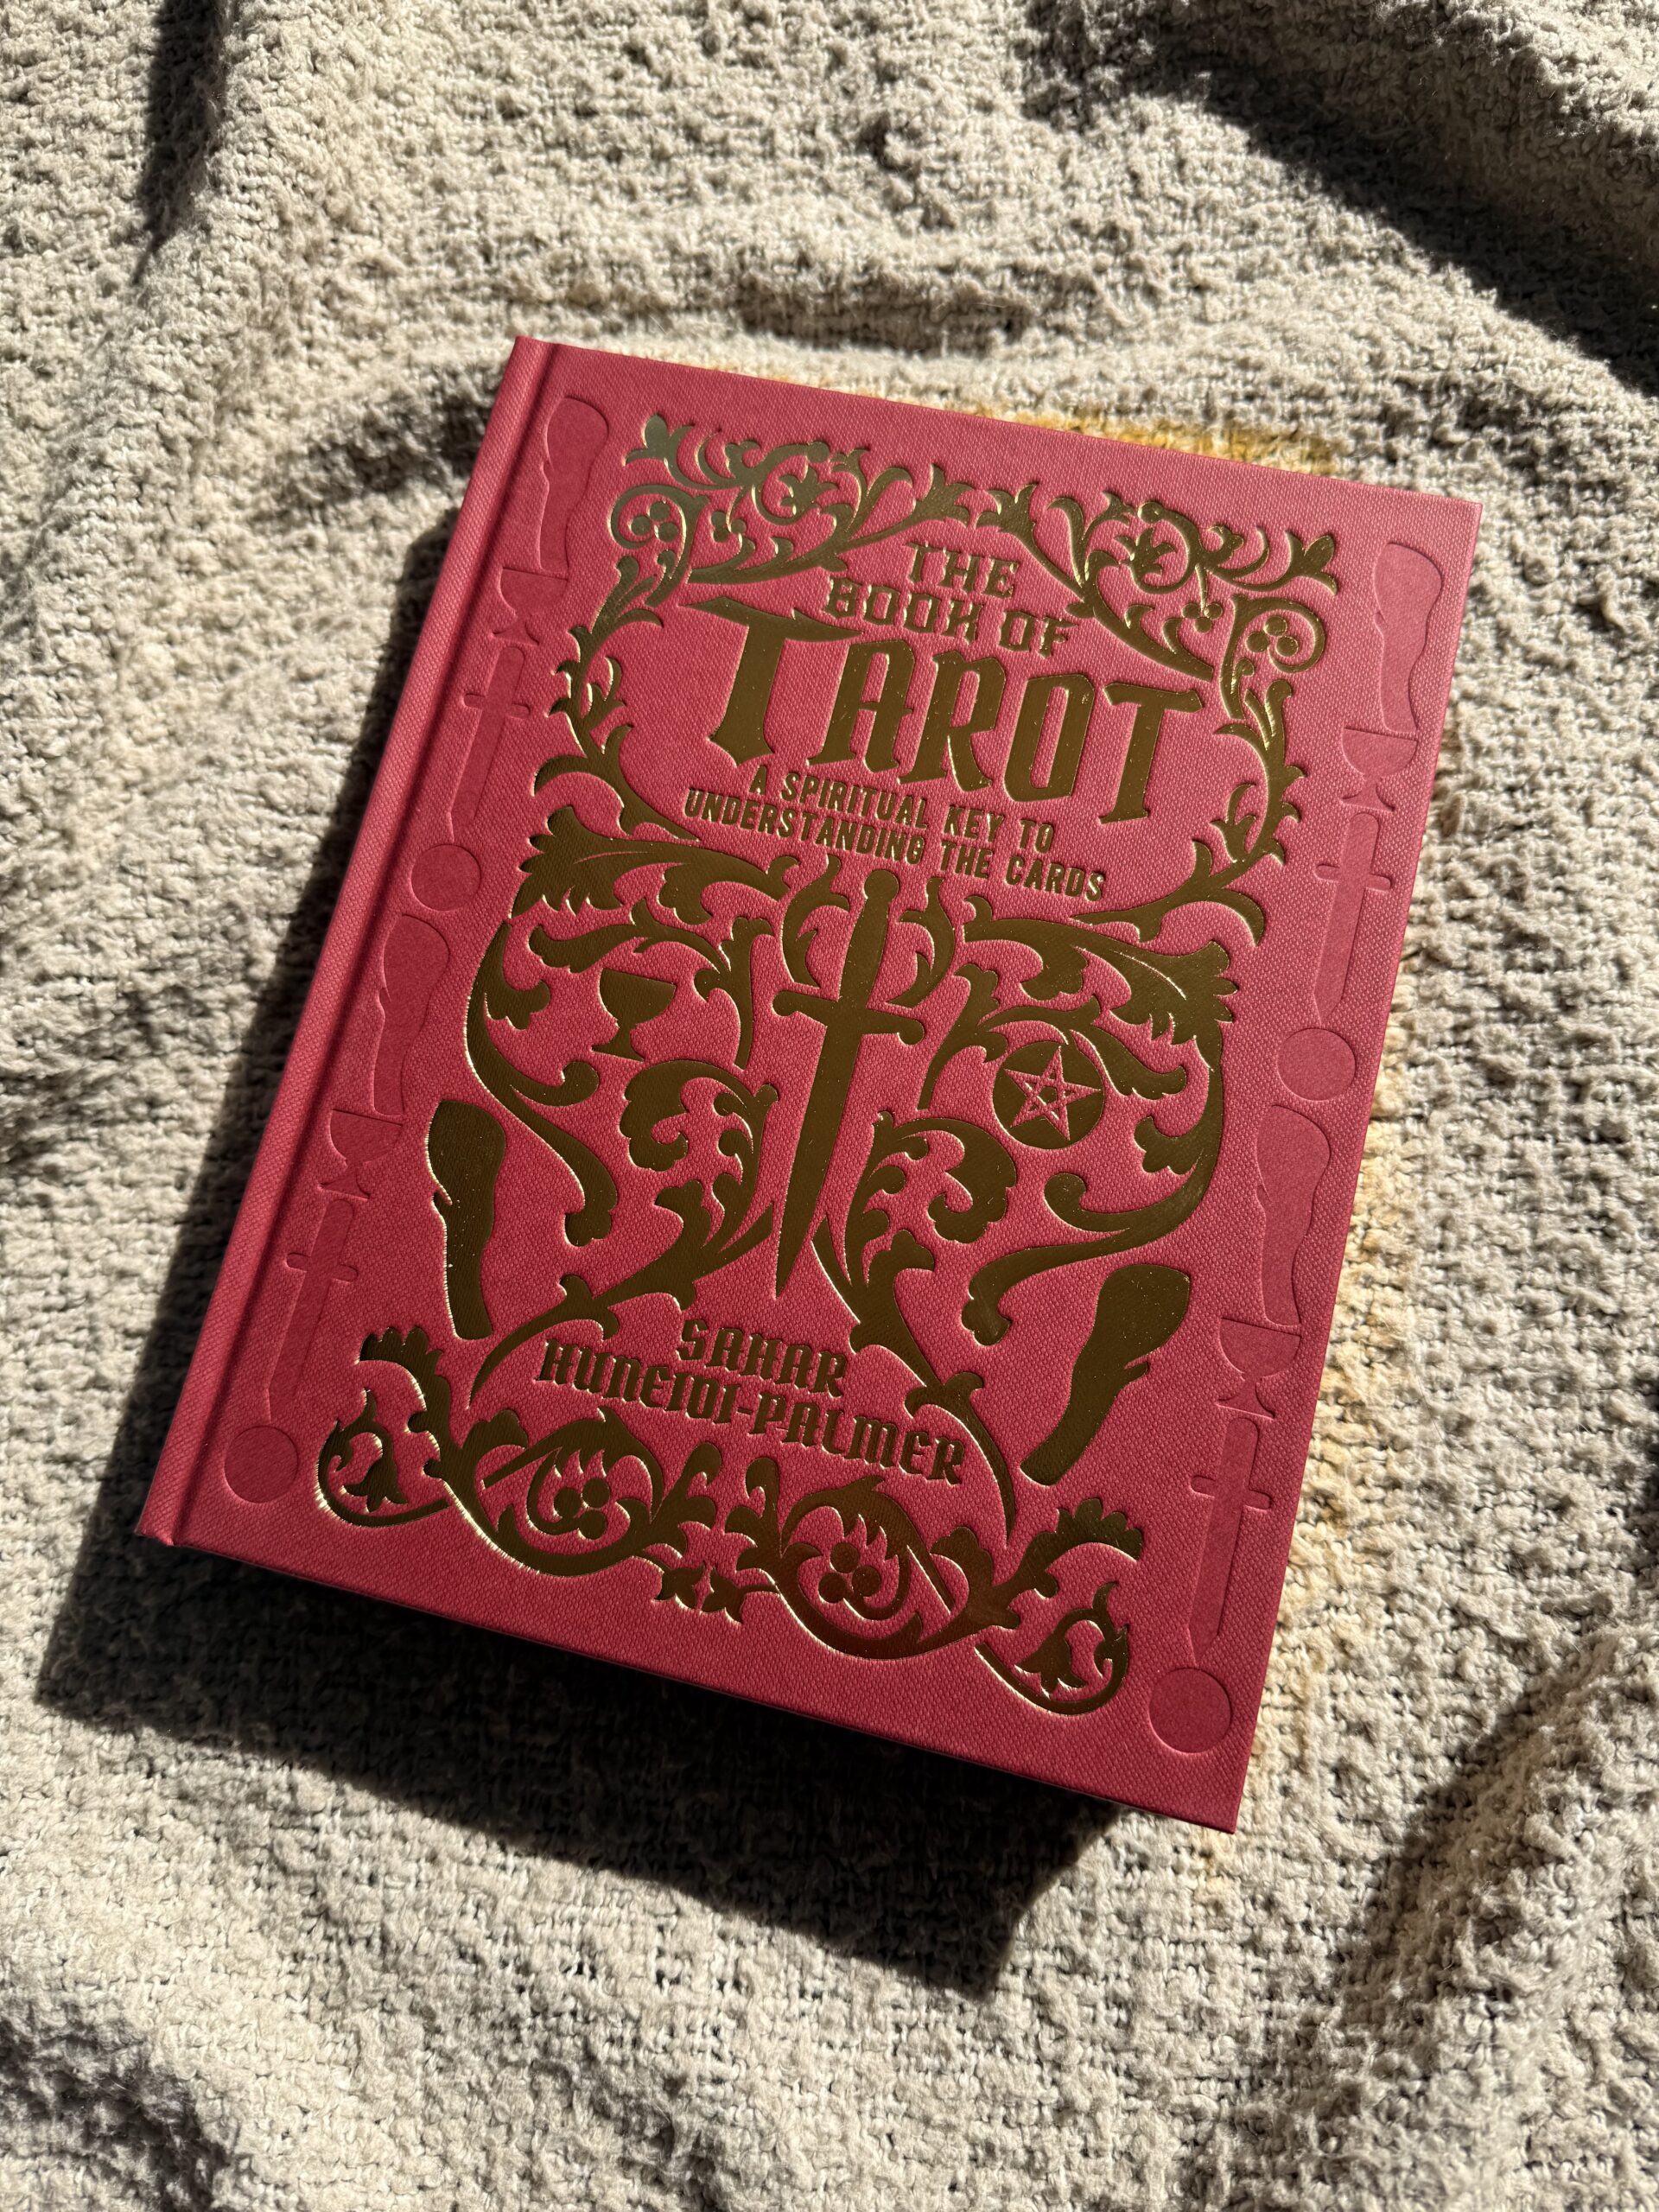 THE
BOOK OF
TAROT
A SPIRITUAL KEY TO
UNDERSTANDING THE CARDS
SAHAR
HUNEIDI-PALMER